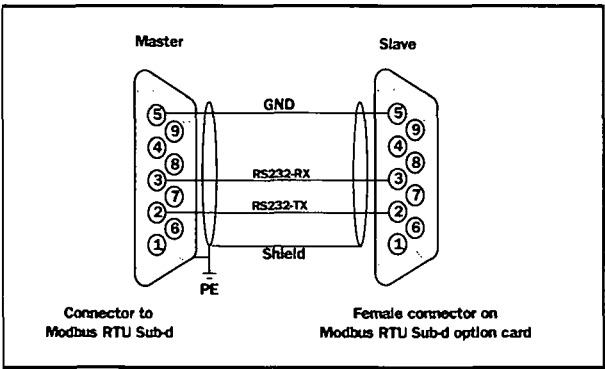 Master
Slave
GND
5
9
4
8
3
7
2
6
1
5
9
4
8
3
7
2
6
1
RS232-RX
RS232-TX
Shield
PE
Connector to
Modbus RTU Sub-d
Female connector on
Modbus RTU Sub-d option card